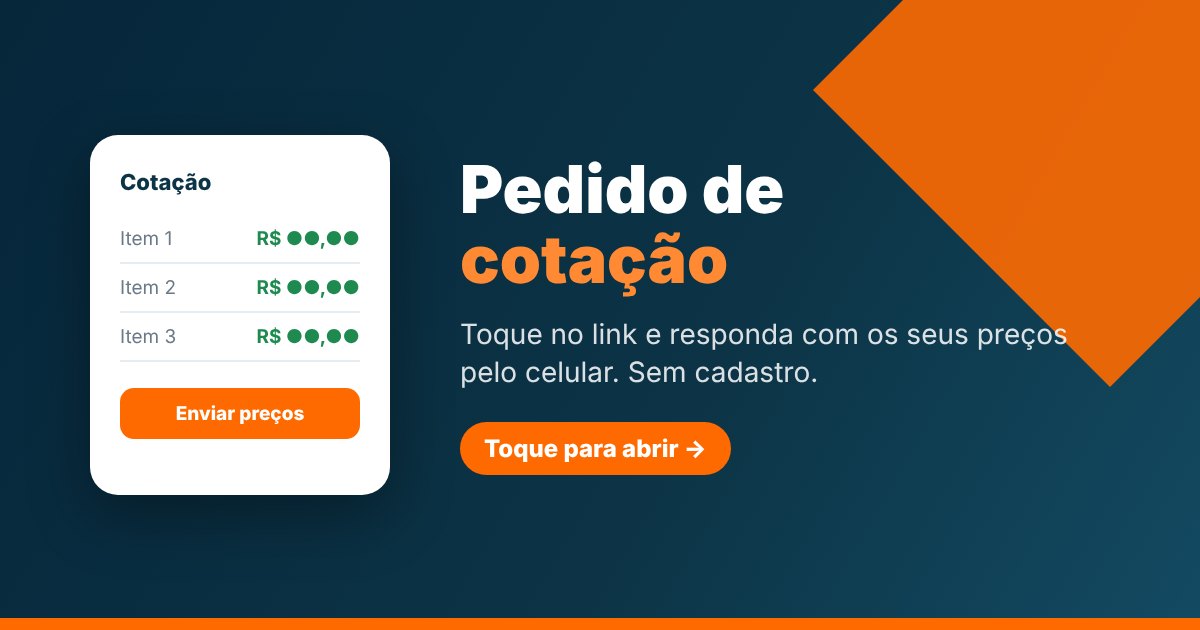 Cotação
Item 1 R$ ●●,●●
Item 2 R$ ●●,●●
Item 3 R$ ●●,●●
Enviar preços
Pedido de
cotação
Toque no link e responda com os seus preços
pelo celular. Sem cadastro.
Toque para abrir →